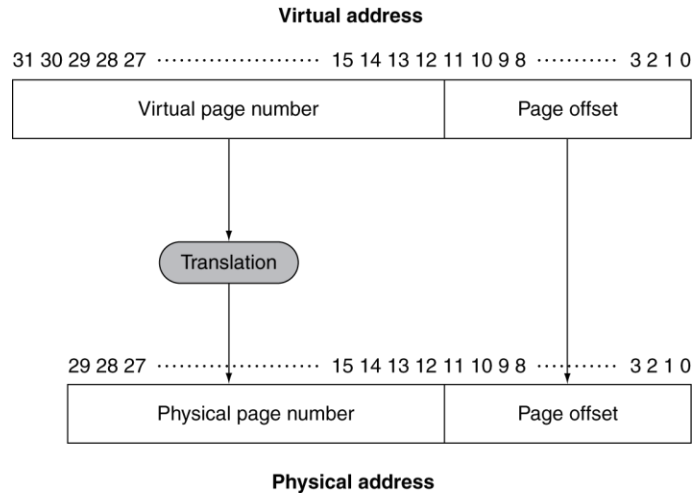 Virtual address
31 30 29 28 27 ······················ 15 14 13 12 11 10 9 8 ··········· 3 2 1 0
Virtual page number Page offset
Translation
29 28 27 ······················ 15 14 13 12 11 10 9 8 ··········· 3 2 1 0
Physical page number Page offset
Physical address